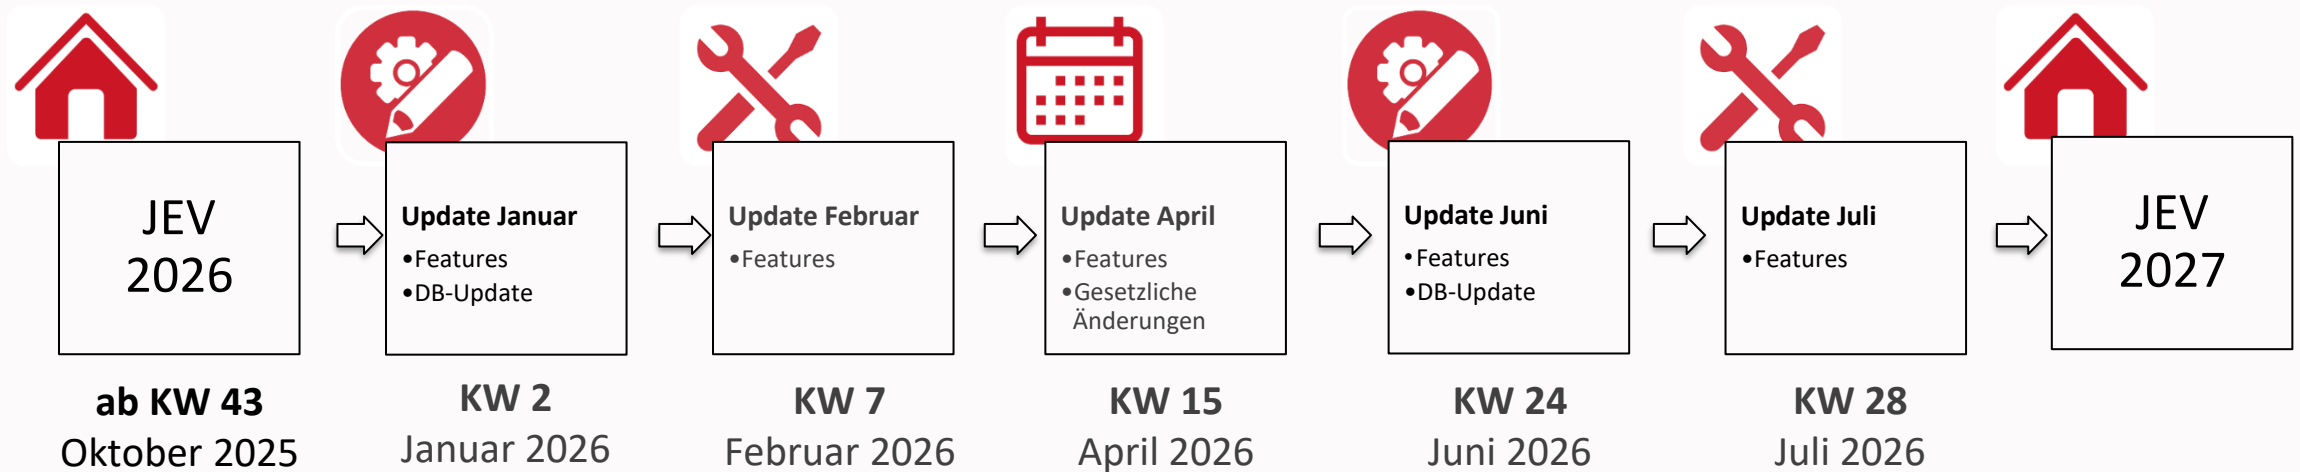 JEV
2026
ab KW 43
Oktober 2025
Update Januar
•Features
•DB-Update
KW 2
Januar 2026
Update Februar
•Features
KW 7
Februar 2026
Update April
•Features
•Gesetzliche
Änderungen
KW 15
April 2026
Update Juni
•Features
•DB-Update
KW 24
Juni 2026
Update Juli
•Features
KW 28
Juli 2026
JEV
2027